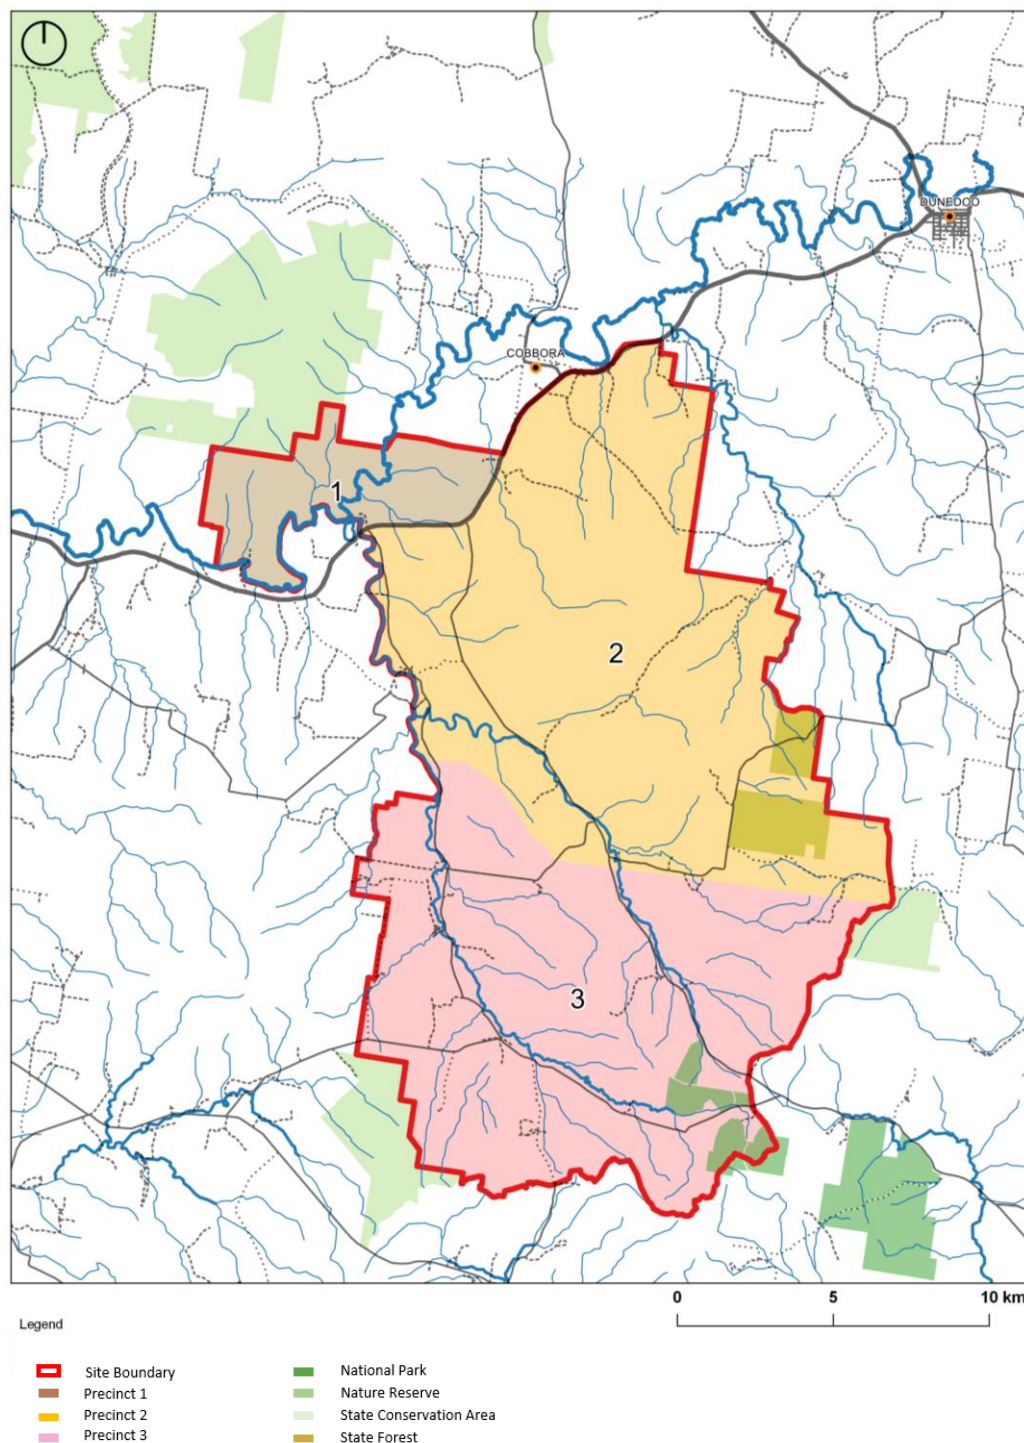 DUNEDOO
COBBORA
1
2
3
0 5 10 km
Legend
Site Boundary
Precinct 1
Precinct 2
Precinct 3
National Park
Nature Reserve
State Conservation Area
State Forest